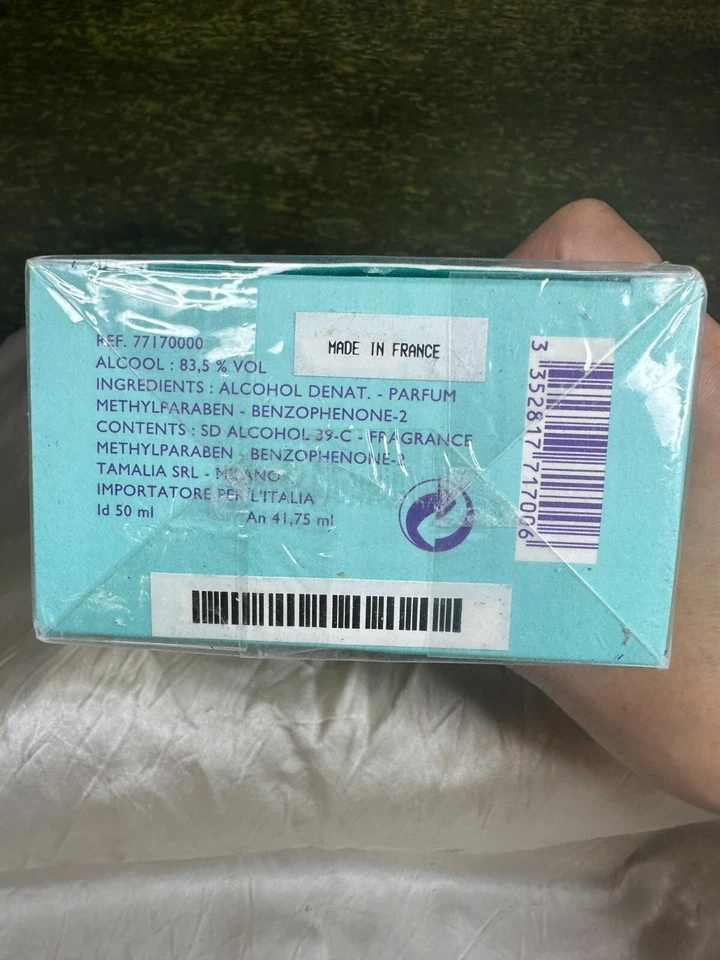 REF. 77170000
MADE IN FRANCE
ALCOOL : 83,5 % VOL
INGREDIENTS : ALCOHOL DENAT. - PARFUM
METHYLPARABEN - BENZOPHENONE-2
CONTENTS : SD ALCOHOL 39-C - FRAGRANCE
METHYLPARABEN - BENZOPHENONE-2
TAMALIA SRL - MILANO
IMPORTATORE PER L'ITALIA
Id 50 ml An 41,75 ml
3 352817 717006